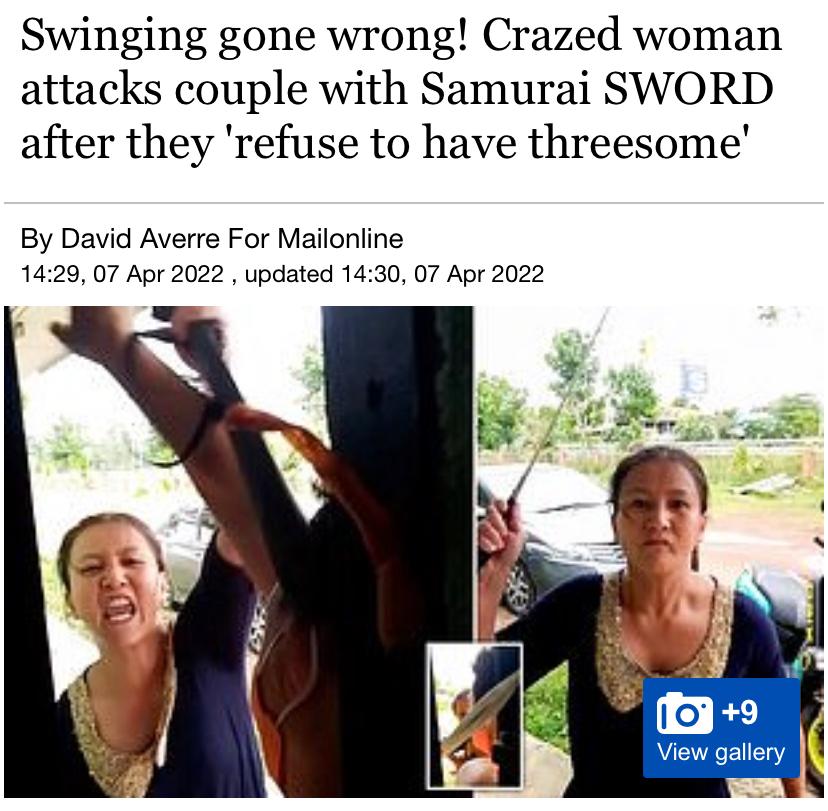 Swinging gone wrong! Crazed woman
attacks couple with Samurai SWORD
after they 'refuse to have threesome'
By David Averre For Mailonline
14:29, 07 Apr 2022 , updated 14:30, 07 Apr 2022
+9
View gallery